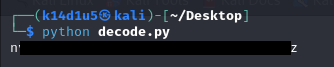 ┌──(k14d1u5㉿kali)-[~/Desktop]
└─$ python decode.py
n z